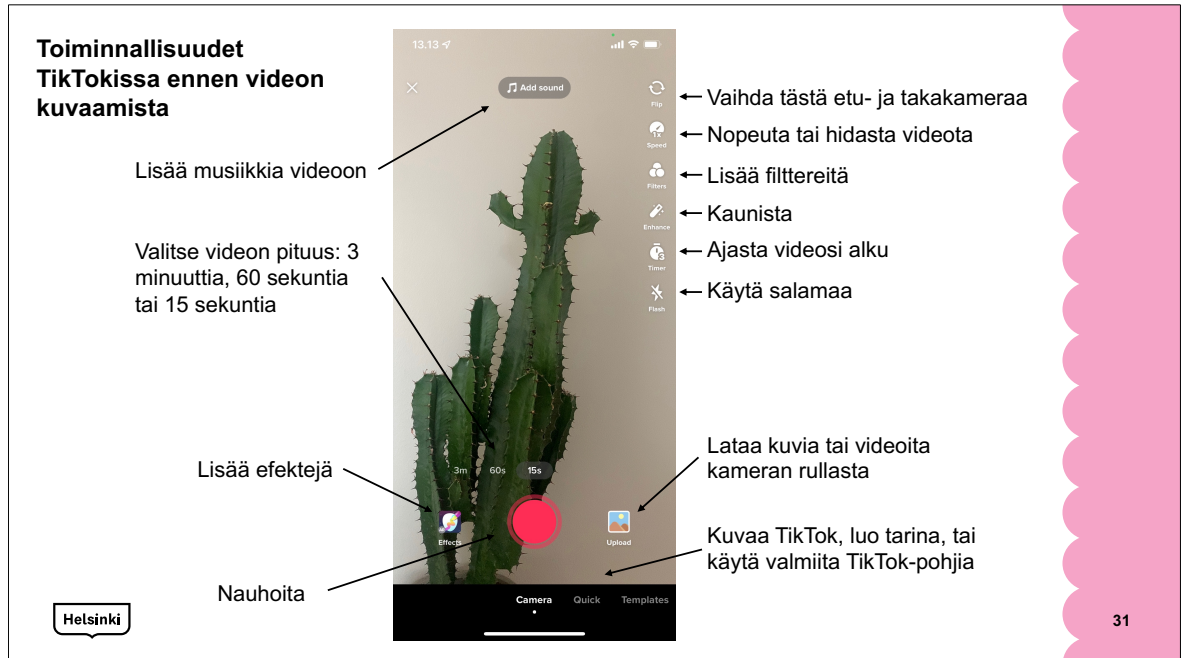 Toiminnallisuudet
TikTokissa ennen videon
kuvaamista
Lisää musiikkia videoon
Valitse videon pituus: 3
minuuttia, 60 sekuntia
tai 15 sekuntia
Lisää efektejä
Nauhoita
Helsinki
13.13
Add sound
Flip
1x
Speed
Filters
Enhance
3
Timer
Flash
3m 60s 15s
Effects
Upload
Camera Quick Templates
Vaihda tästä etu- ja takakameraa
Nopeuta tai hidasta videota
Lisää filttereitä
Kaunista
Ajasta videosi alku
Käytä salamaa
Lataa kuvia tai videoita
kameran rullasta
Kuvaa TikTok, luo tarina, tai
käytä valmiita TikTok-pohjia
31